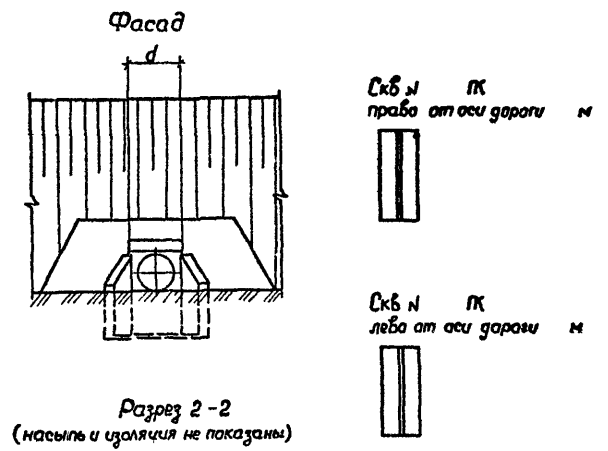 Фасад
d
Скв N ПК
право от оси дороги м
Скв N ПК
лево от оси дороги м
Разрез 2-2
(насыпь и изоляция не показаны)